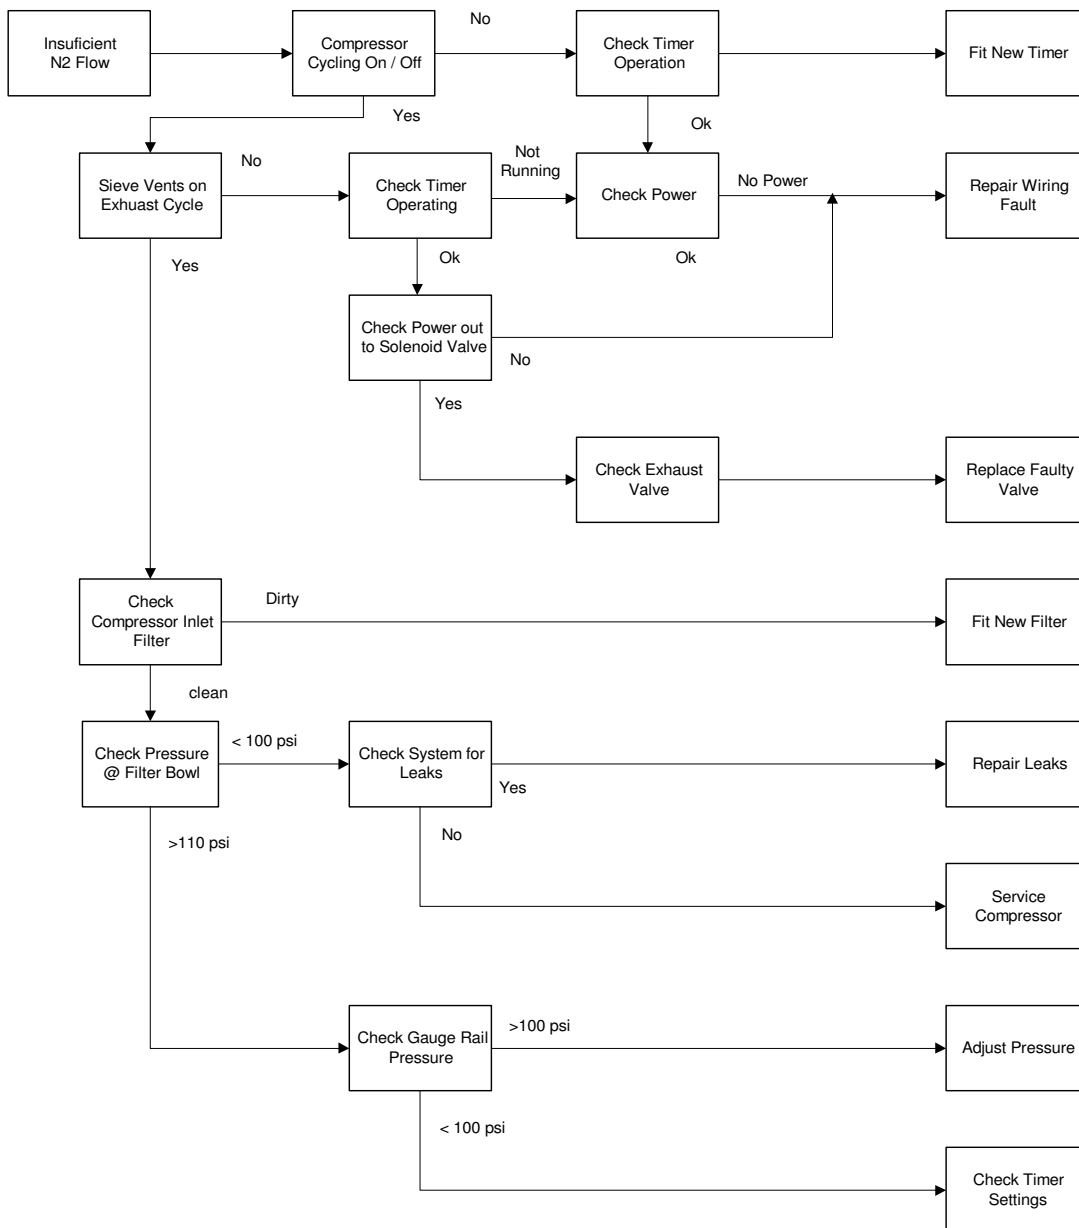 Insuficient
N2 Flow
Compressor
Cycling On / Off
No
Check Timer
Operation
Fit New Timer
Yes
Ok
Sieve Vents on
Exhuast Cycle
No
Check Timer
Operating
Not
Running
Check Power
No Power
Repair Wiring
Fault
Yes
Ok
Ok
Check Power out
to Solenoid Valve
No
Yes
Check Exhaust
Valve
Replace Faulty
Valve
Check
Compressor Inlet
Filter
Dirty
Fit New Filter
clean
Check Pressure
@ Filter Bowl
< 100 psi
Check System for
Leaks
Yes
Repair Leaks
>110 psi
No
Service
Compressor
Check Gauge Rail
Pressure
>100 psi
Adjust Pressure
< 100 psi
Check Timer
Settings